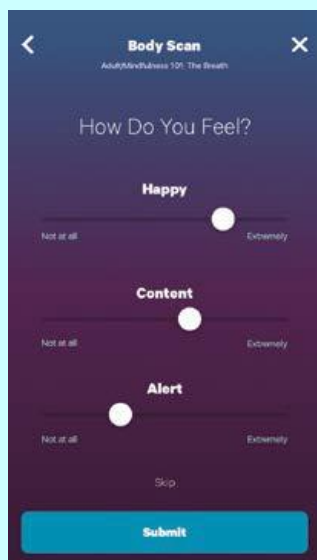 Body Scan
Adult/Mindfulness 101: The Breath
How Do You Feel?
Happy
Not at all Extremely
Content
Not at all Extremely
Alert
Not at all Extremely
Skip
Submit